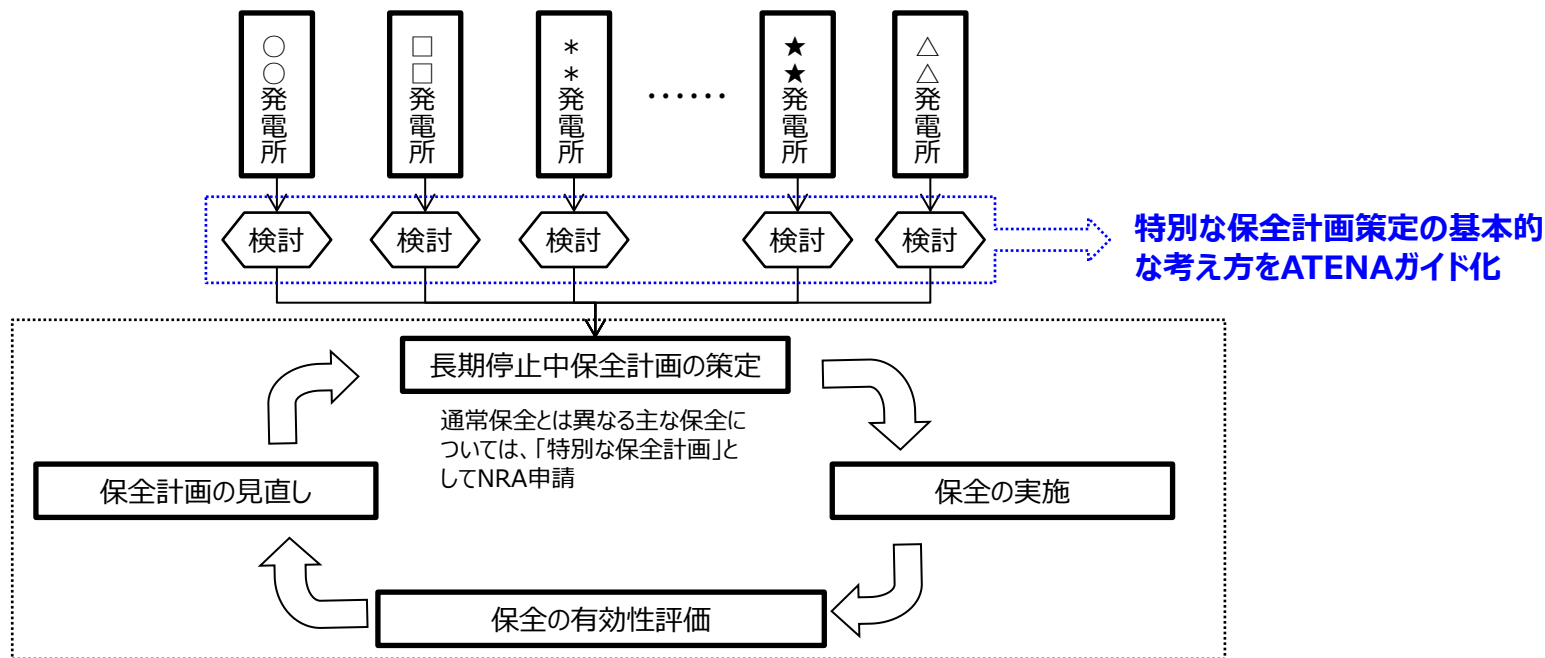 ○○発電所
□□発電所
＊＊発電所
……
★★発電所
△△発電所
検討
検討
検討
検討
検討
特別な保全計画策定の基本的
な考え方をATENAガイド化
長期停止中保全計画の策定
通常保全とは異なる主な保全に
ついては、「特別な保全計画」と
してNRA申請
保全計画の見直し
保全の実施
保全の有効性評価